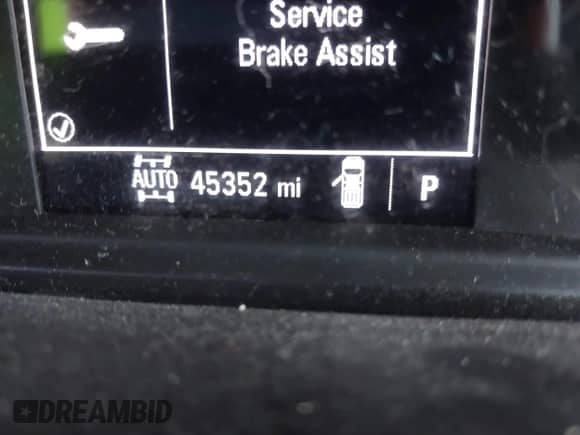 Service
Brake Assist
AUTO 45352 mi P
DREAMBID